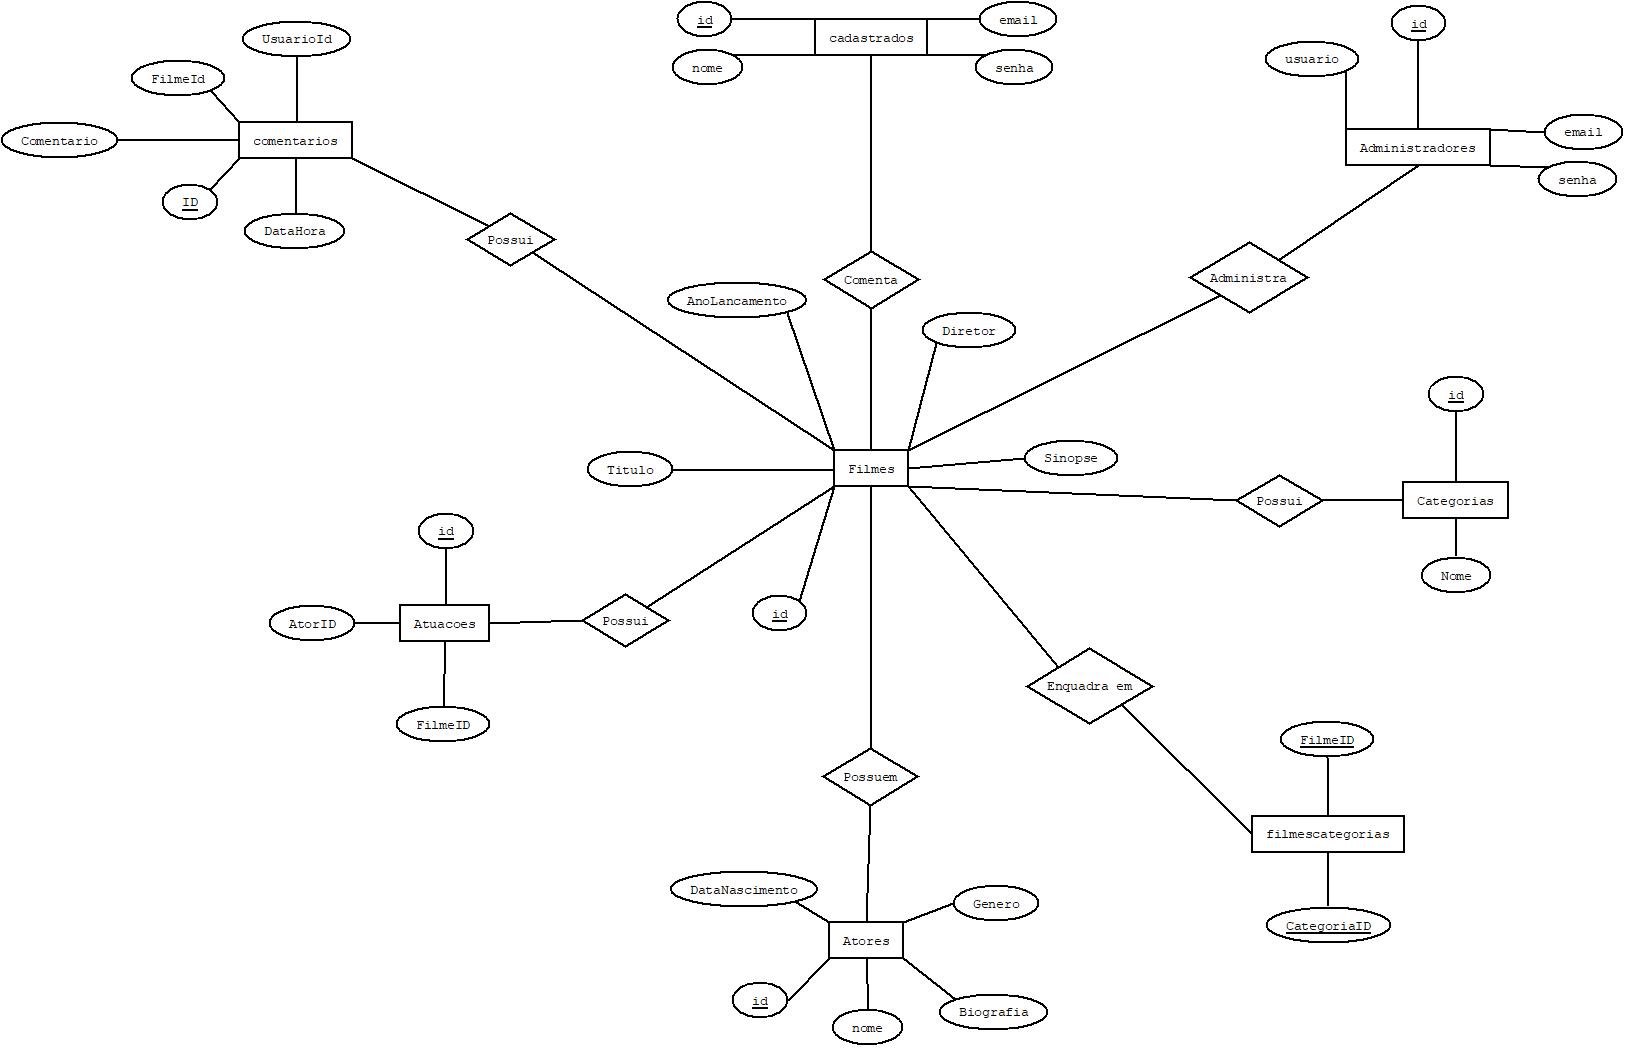 id
email
cadastrados
nome
senha
UsuarioId
FilmeId
comentarios
Comentario
ID
DataHora
id
usuario
Administradores
email
senha
Possui
Comenta
Administra
AnoLancamento
Diretor
Titulo
Filmes
Sinopse
id
id
Possui
Categorias
Nome
id
AtorID
Atuacoes
Possui
FilmeID
Enquadra em
FilmeID
filmescategorias
CategoriaID
Possuem
DataNascimento
Genero
Atores
id
nome
Biografia